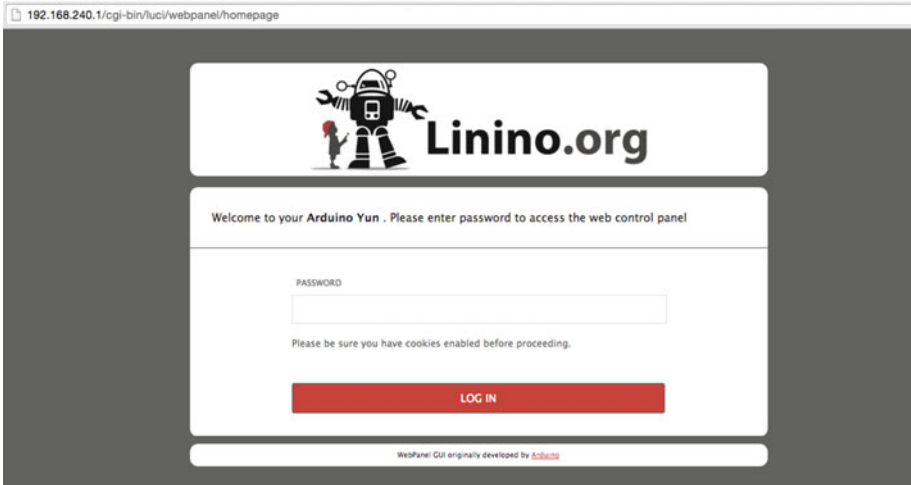 192.168.240.1/cgi-bin/luci/webpanel/homepage
Linino.org
Welcome to your Arduino Yun . Please enter password to access the web control panel
PASSWORD
Please be sure you have cookies enabled before proceeding.
LOG IN
WebPanel GUI originally developed by Arduino